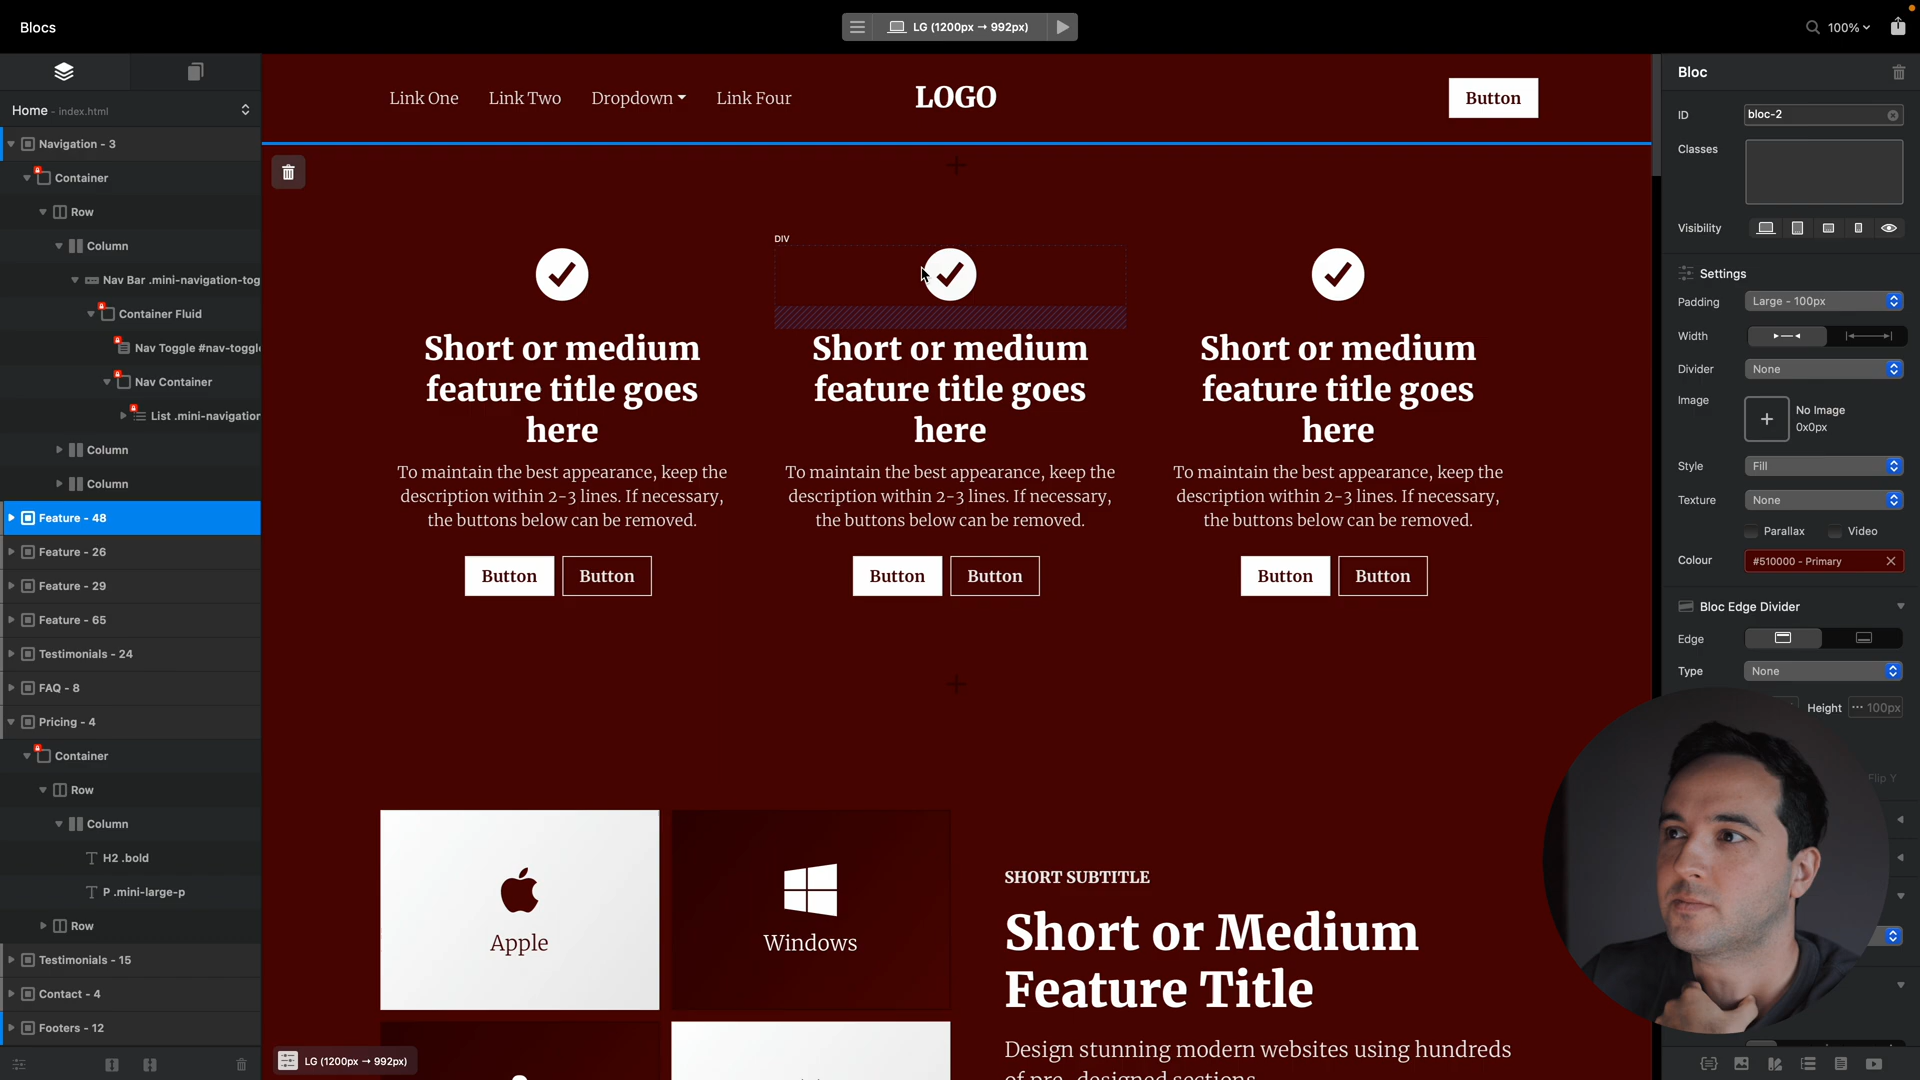 Blocs
LG (1200px → 992px)
100%
Home - index.html
Navigation - 3
Container
Row
Column
Nav Bar .mini-navigation-tog
Container Fluid
Nav Toggle #nav-toggle
Nav Container
List .mini-navigation
Column
Column
Feature - 48
Feature - 26
Feature - 29
Feature - 65
Testimonials - 24
FAQ - 8
Pricing - 4
Container
Row
Column
H2 .bold
P .mini-large-p
Row
Testimonials - 15
Contact - 4
Footers - 12
Link One
Link Two
Dropdown
Link Four
LOGO
Button
DIV
Short or medium
feature title goes
here
To maintain the best appearance, keep the
description within 2-3 lines. If necessary,
the buttons below can be removed.
Button
Button
Short or medium
feature title goes
here
To maintain the best appearance, keep the
description within 2-3 lines. If necessary,
the buttons below can be removed.
Button
Button
Short or medium
feature title goes
here
To maintain the best appearance, keep the
description within 2-3 lines. If necessary,
the buttons below can be removed.
Button
Button
Apple
Windows
SHORT SUBTITLE
Short or Medium
Feature Title
Design stunning modern websites using hundreds
of pre-designed sections
LG (1200px → 992px)
Bloc
ID
bloc-2
Classes
Visibility
Settings
Padding
Large - 100px
Width
Divider
None
Image
No Image
0x0px
Style
Fill
Texture
None
Parallax
Video
Colour
#510000 - Primary
Bloc Edge Divider
Edge
Type
None
Height
100px
Flip Y